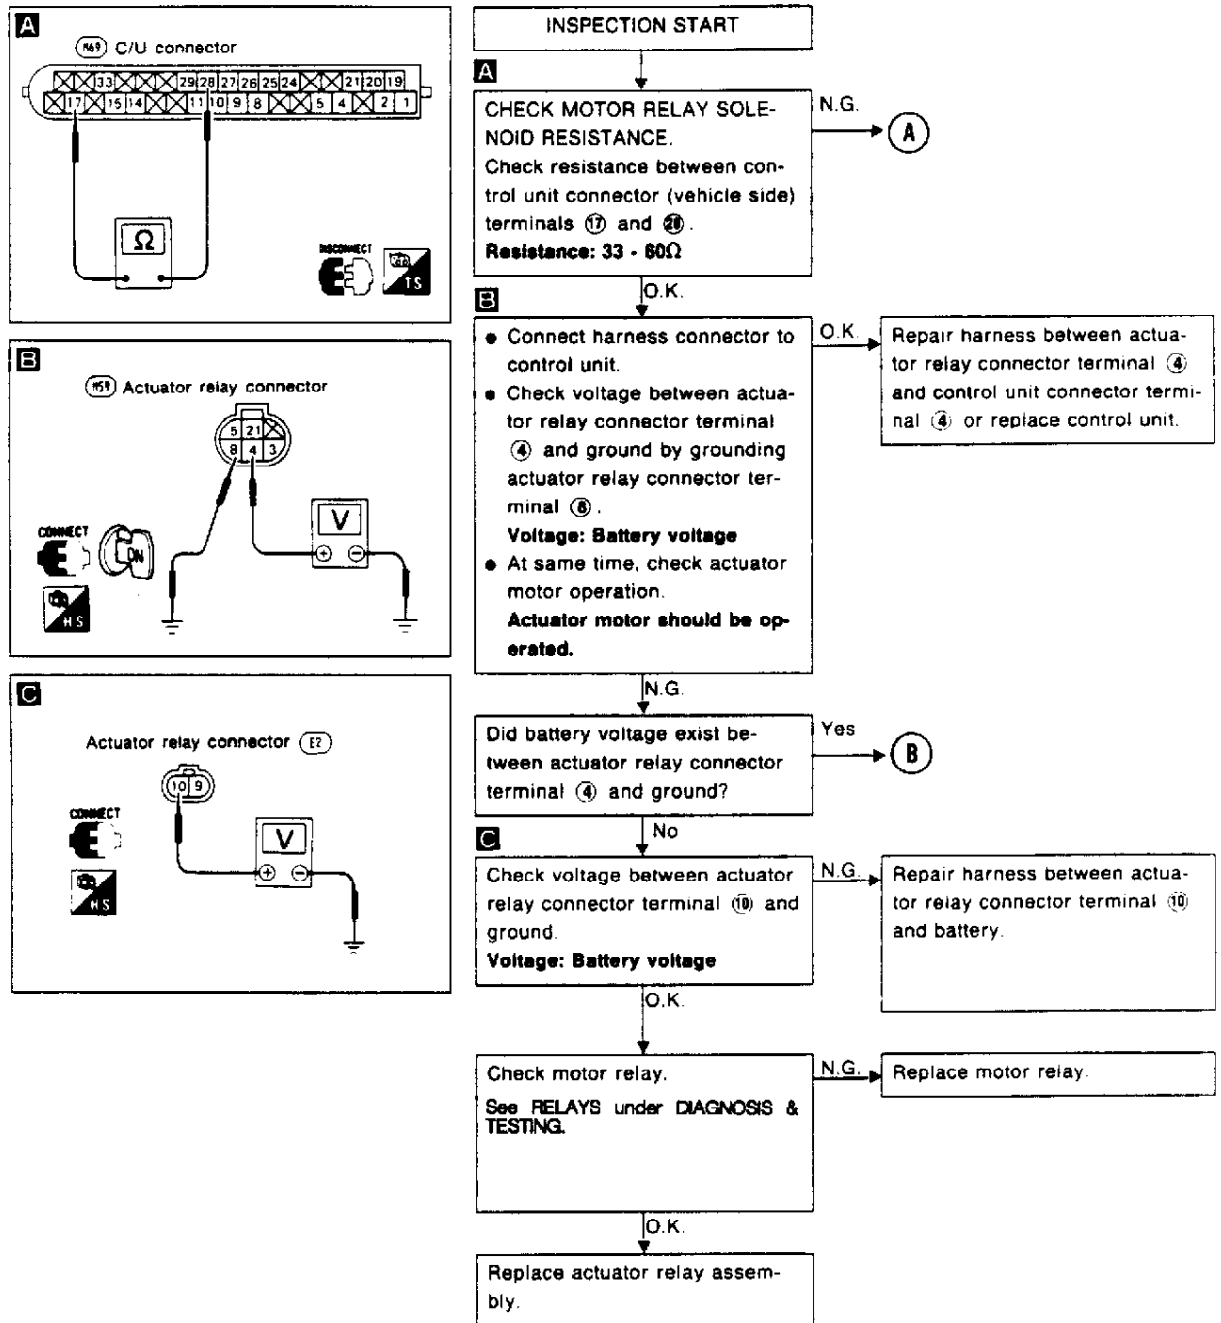 A
M69 C/U connector
33 29 28 27 26 25 24 21 20 19
17 15 14 11 10 9 8 5 4 2 1
Ω
DISCONNECT
T.S
B
Actuator relay connector
5 2 1
8 4 3
V
CONNECT
ON
H.S
C
Actuator relay connector E2
10 9
CONNECT
V
H.S
INSPECTION START
A
CHECK MOTOR RELAY SOLE-
NOID RESISTANCE.
Check resistance between con-
trol unit connector (vehicle side)
terminals 17 and 28.
Resistance: 33 - 60Ω
N.G.
A
O.K.
B
● Connect harness connector to
control unit.
● Check voltage between actua-
tor relay connector terminal
4 and ground by grounding
actuator relay connector ter-
minal 8.
Voltage: Battery voltage
● At same time, check actuator
motor operation.
Actuator motor should be op-
erated.
O.K.
Repair harness between actua-
tor relay connector terminal 4
and control unit connector termi-
nal 4 or replace control unit.
N.G.
Did battery voltage exist be-
tween actuator relay connector
terminal 4 and ground?
Yes
B
No
C
Check voltage between actuator
relay connector terminal 10 and
ground.
Voltage: Battery voltage
N.G.
Repair harness between actua-
tor relay connector terminal 10
and battery.
O.K.
Check motor relay.
See RELAYS under DIAGNOSIS &
TESTING.
N.G.
Replace motor relay.
O.K.
Replace actuator relay assem-
bly.